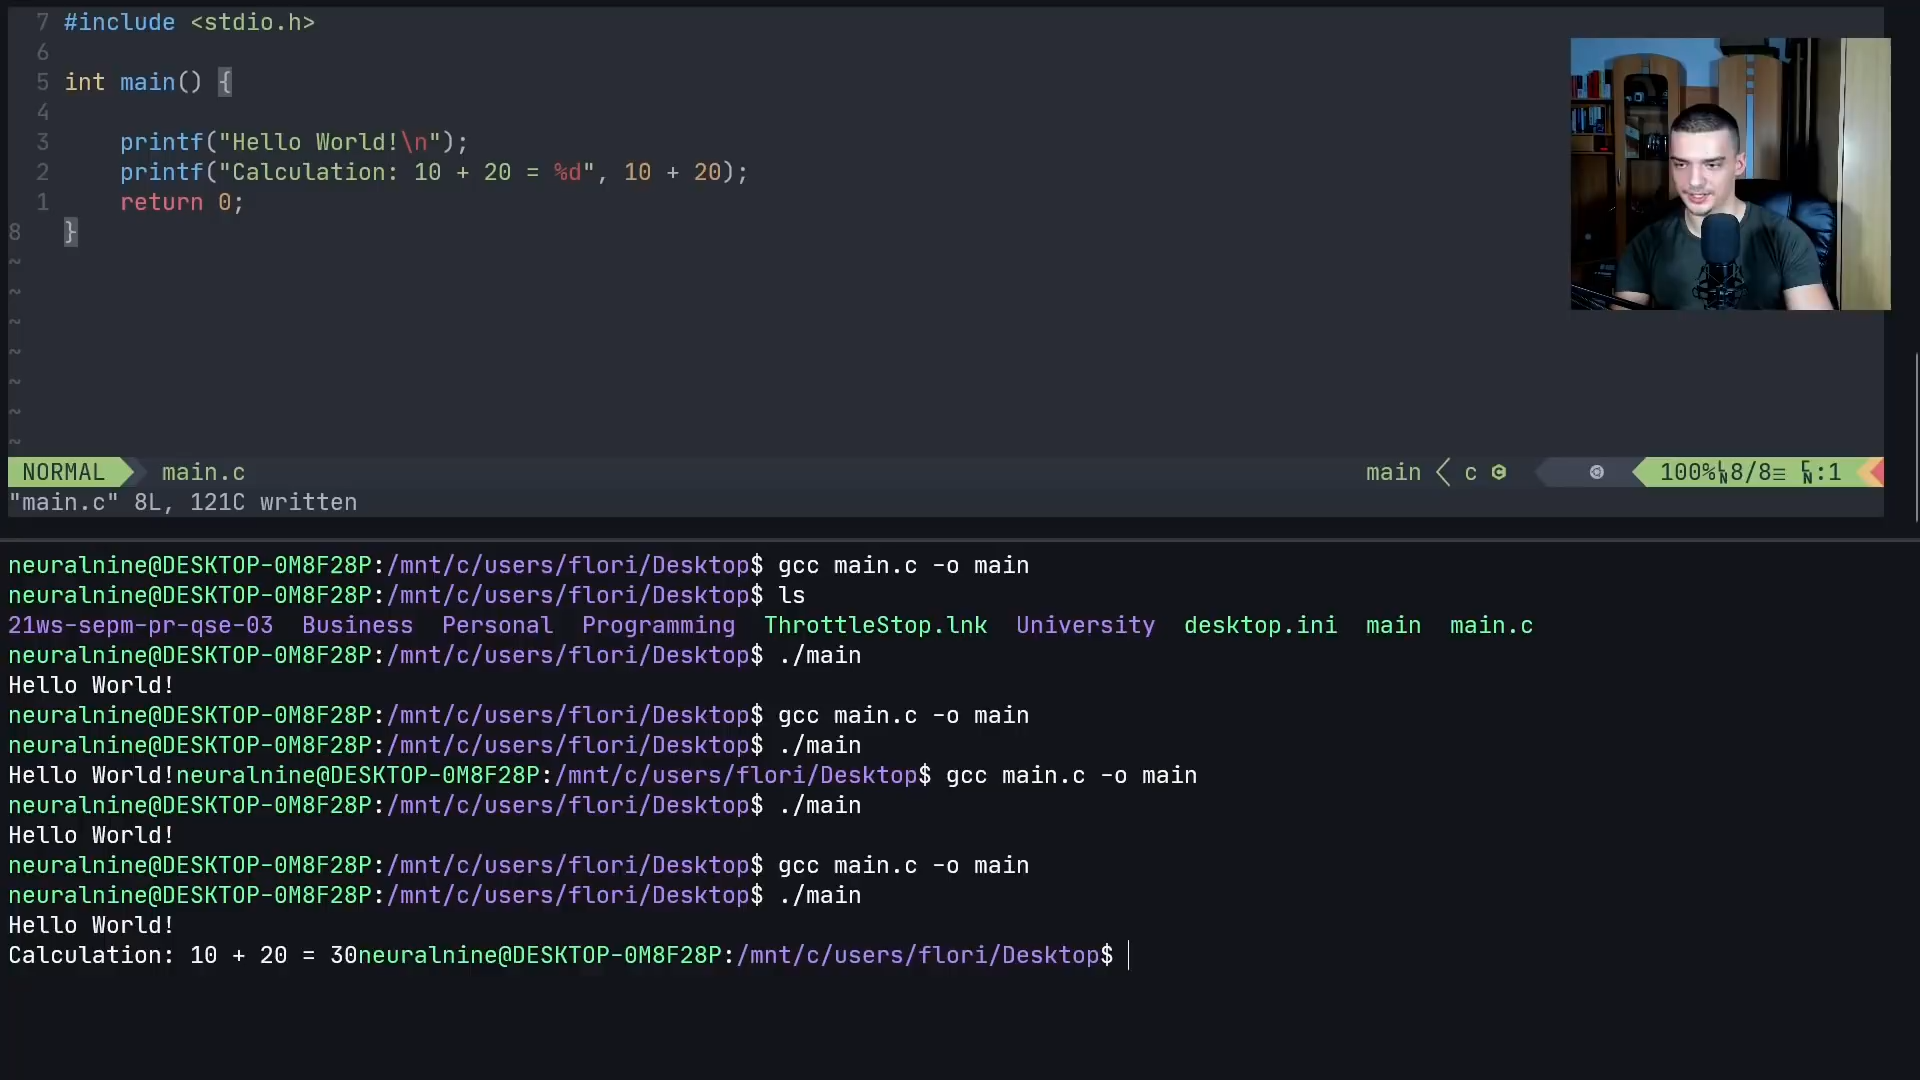 7 #include <stdio.h>
6
5 int main() {
4
3 printf("Hello World!\n");
2 printf("Calculation: 10 + 20 = %d", 10 + 20);
1 return 0;
8 }
~
~
~
~
~
~
~
NORMAL main.c main < c 100% LN 8/8≡ CN:1
"main.c" 8L, 121C written
neuralnine@DESKTOP-0M8F28P:/mnt/c/users/flori/Desktop$ gcc main.c -o main
neuralnine@DESKTOP-0M8F28P:/mnt/c/users/flori/Desktop$ ls
21ws-sepm-pr-qse-03 Business Personal Programming ThrottleStop.lnk University desktop.ini main main.c
neuralnine@DESKTOP-0M8F28P:/mnt/c/users/flori/Desktop$ ./main
Hello World!
neuralnine@DESKTOP-0M8F28P:/mnt/c/users/flori/Desktop$ gcc main.c -o main
neuralnine@DESKTOP-0M8F28P:/mnt/c/users/flori/Desktop$ ./main
Hello World!neuralnine@DESKTOP-0M8F28P:/mnt/c/users/flori/Desktop$ gcc main.c -o main
neuralnine@DESKTOP-0M8F28P:/mnt/c/users/flori/Desktop$ ./main
Hello World!
neuralnine@DESKTOP-0M8F28P:/mnt/c/users/flori/Desktop$ gcc main.c -o main
neuralnine@DESKTOP-0M8F28P:/mnt/c/users/flori/Desktop$ ./main
Hello World!
Calculation: 10 + 20 = 30neuralnine@DESKTOP-0M8F28P:/mnt/c/users/flori/Desktop$